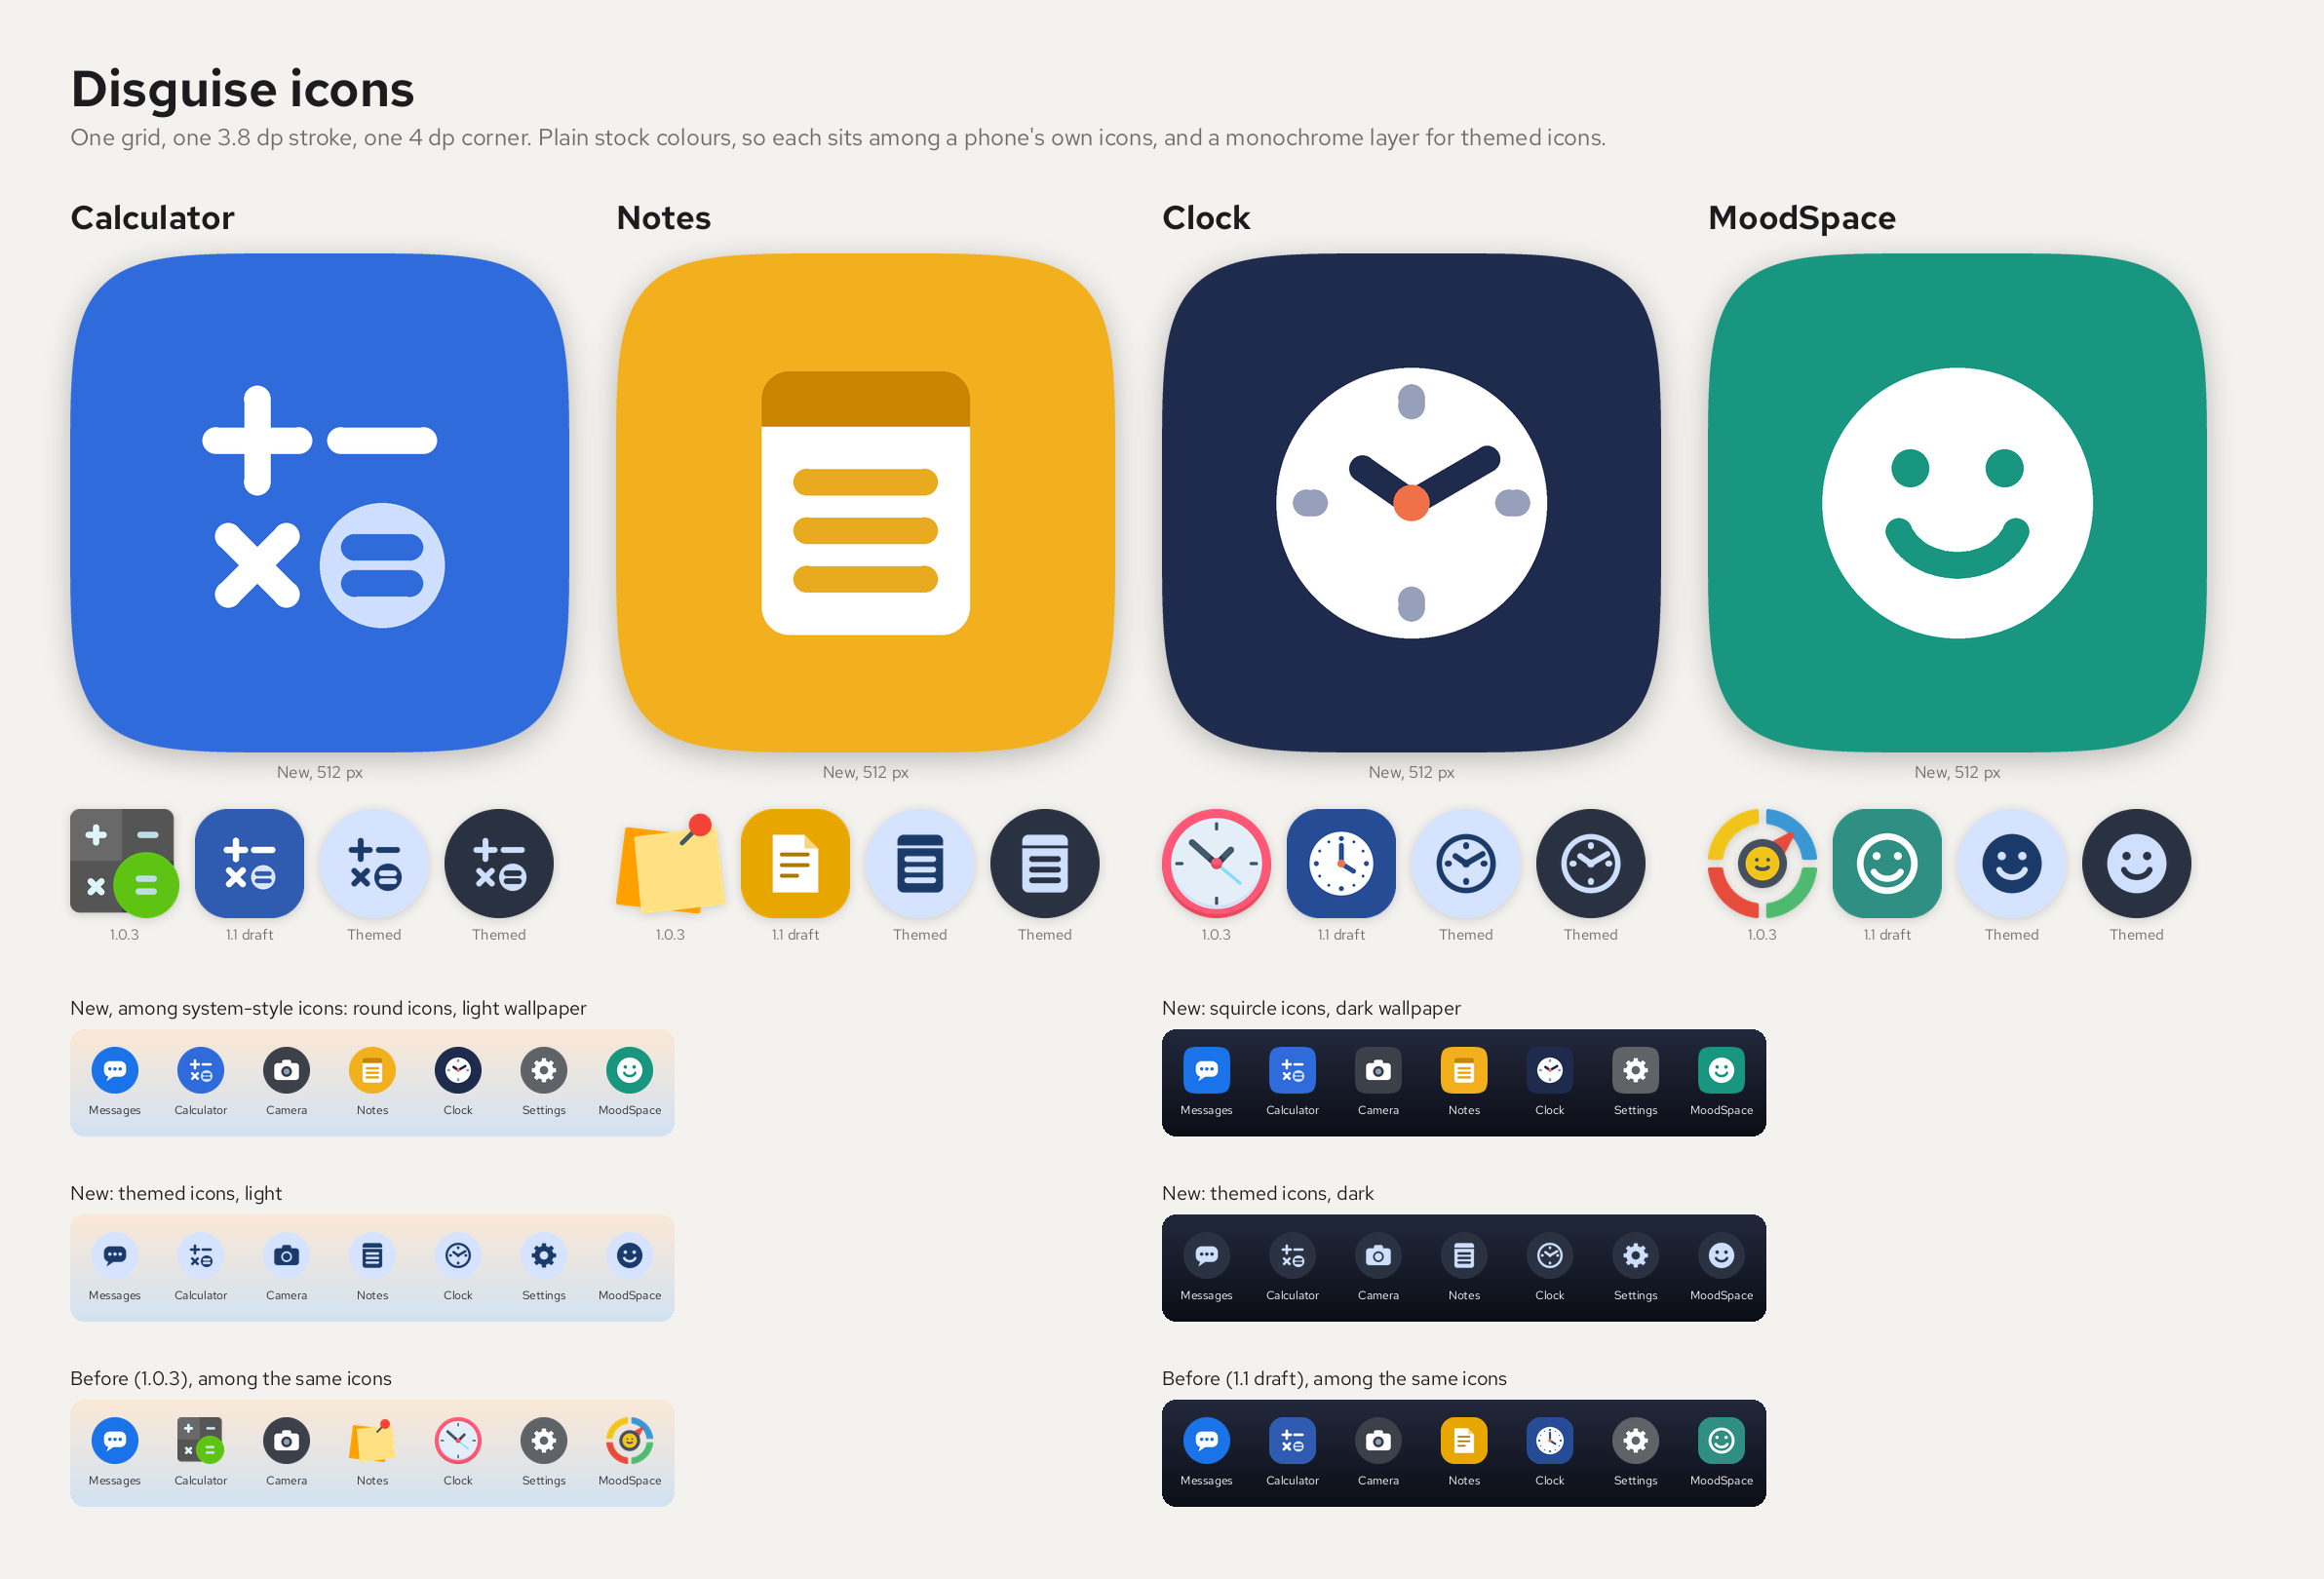 Disguise icons
One grid, one 3.8 dp stroke, one 4 dp corner. Plain stock colours, so each sits among a phone's own icons, and a monochrome layer for themed icons.
Calculator
Notes
Clock
MoodSpace
New, 512 px
New, 512 px
New, 512 px
New, 512 px
1.0.3
1.1 draft
Themed
Themed
1.0.3
1.1 draft
Themed
Themed
1.0.3
1.1 draft
Themed
Themed
1.0.3
1.1 draft
Themed
Themed
New, among system-style icons: round icons, light wallpaper
Messages
Calculator
Camera
Notes
Clock
Settings
MoodSpace
New: squircle icons, dark wallpaper
Messages
Calculator
Camera
Notes
Clock
Settings
MoodSpace
New: themed icons, light
Messages
Calculator
Camera
Notes
Clock
Settings
MoodSpace
New: themed icons, dark
Messages
Calculator
Camera
Notes
Clock
Settings
MoodSpace
Before (1.0.3), among the same icons
Messages
Calculator
Camera
Notes
Clock
Settings
MoodSpace
Before (1.1 draft), among the same icons
Messages
Calculator
Camera
Notes
Clock
Settings
MoodSpace